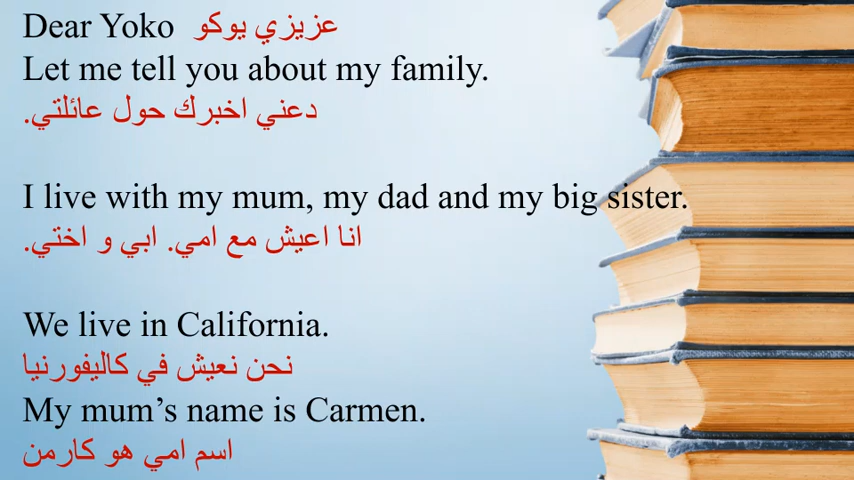 Dear Yoko عزيزي يوكو
Let me tell you about my family.
دعني اخبرك حول عائلتي.
I live with my mum, my dad and my big sister.
انا اعيش مع امي. ابي و اختي.
We live in California.
نحن نعيش في كاليفورنيا
My mum’s name is Carmen.
اسم امي هو كارمن